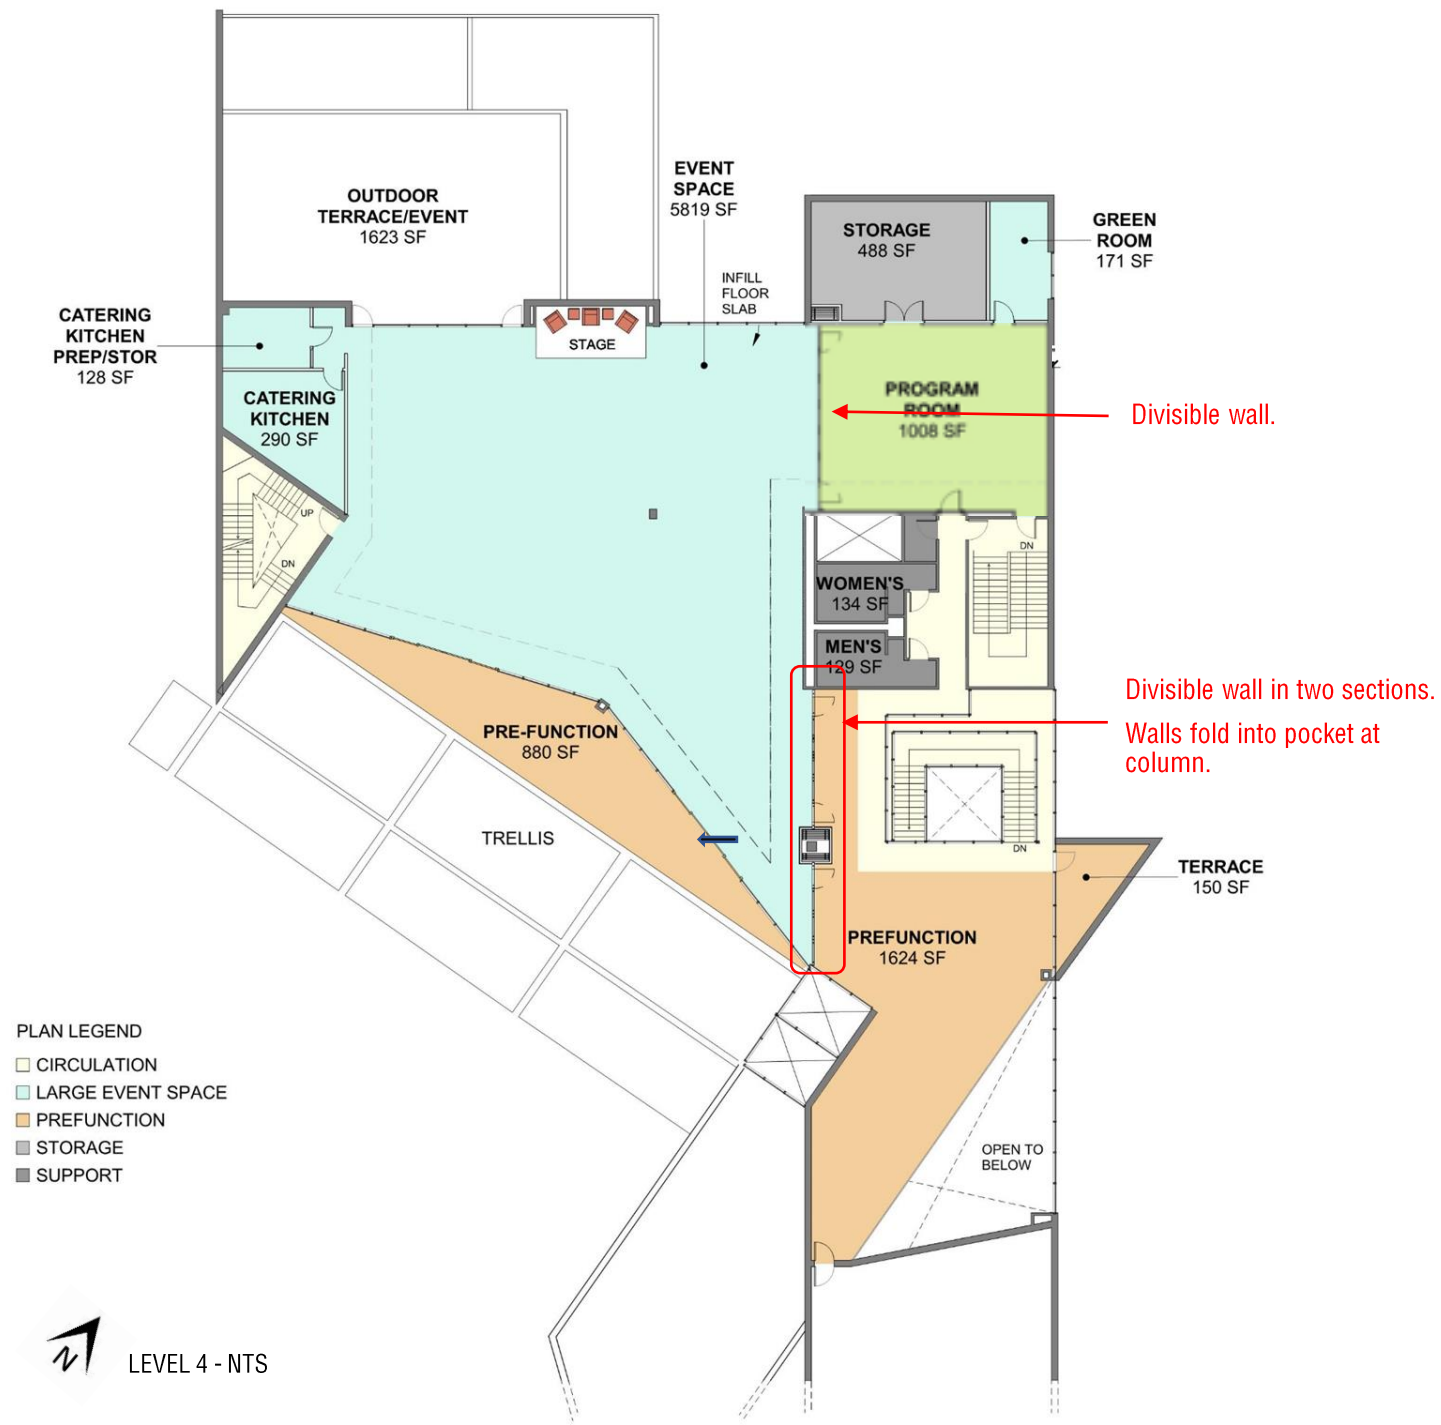 EVENT
SPACE
5819 SF
OUTDOOR
TERRACE/EVENT
1623 SF
STORAGE
488 SF
GREEN
ROOM
171 SF
INFILL
FLOOR
SLAB
CATERING
KITCHEN
PREP/STOR
128 SF
STAGE
CATERING
KITCHEN
290 SF
PROGRAM
ROOM
1008 SF
Divisible wall.
UP
DN
DN
WOMEN'S
134 SF
MEN'S
129 SF
Divisible wall in two sections.
Walls fold into pocket at
column.
PRE-FUNCTION
880 SF
TRELLIS
DN
TERRACE
150 SF
PREFUNCTION
1624 SF
PLAN LEGEND
CIRCULATION
LARGE EVENT SPACE
PREFUNCTION
STORAGE
SUPPORT
OPEN TO
BELOW
N
LEVEL 4 - NTS